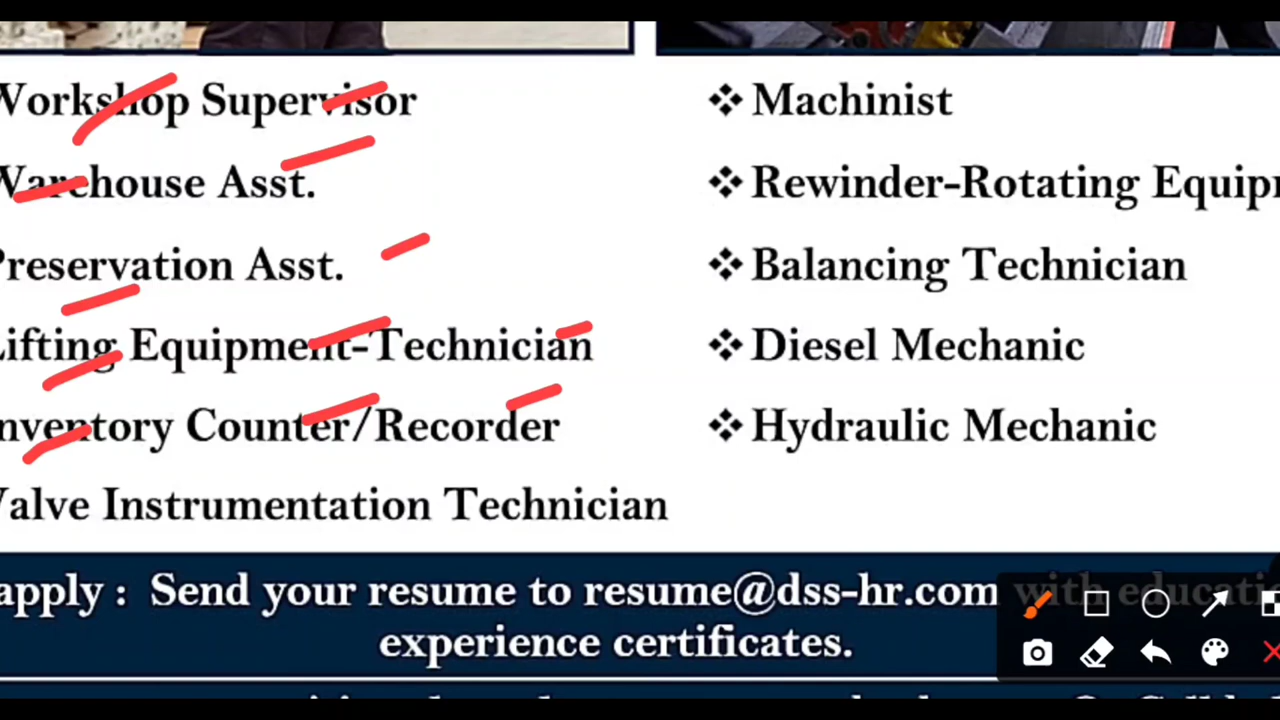 Workshop Supervisor
Warehouse Asst.
Preservation Asst.
Lifting Equipment-Technician
Inventory Counter/Recorder
Valve Instrumentation Technician
❖ Machinist
❖ Rewinder-Rotating
❖ Balancing Technician
❖ Diesel Mechanic
❖ Hydraulic Mechanic
apply : Send your resume to resume@dss-hr.com with
experience certificates.